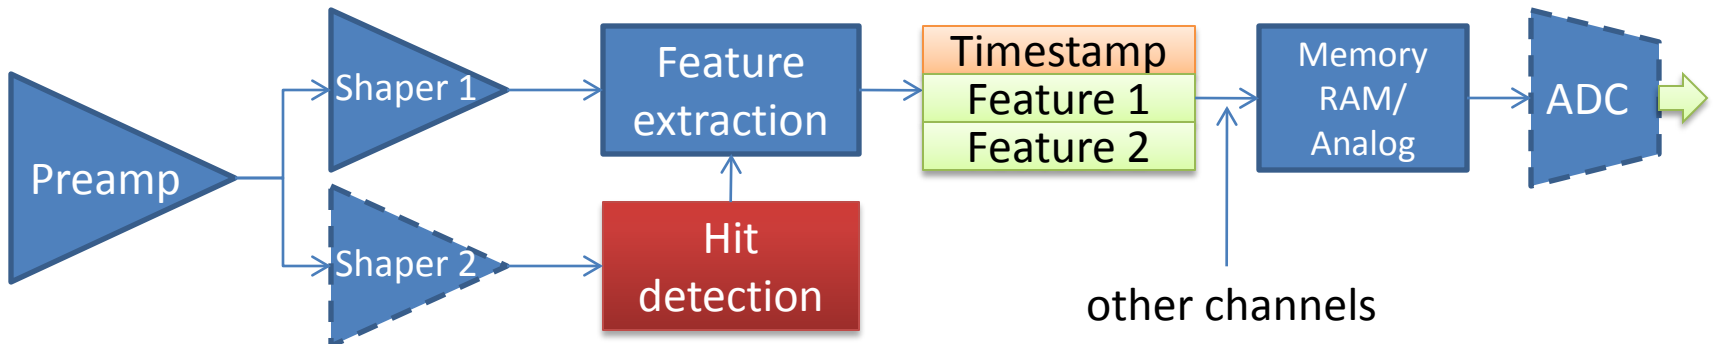 Preamp
Shaper 1
Shaper 2
Feature
extraction
Hit
detection
Timestamp
Feature 1
Feature 2
other channels
Memory
RAM/
Analog
ADC